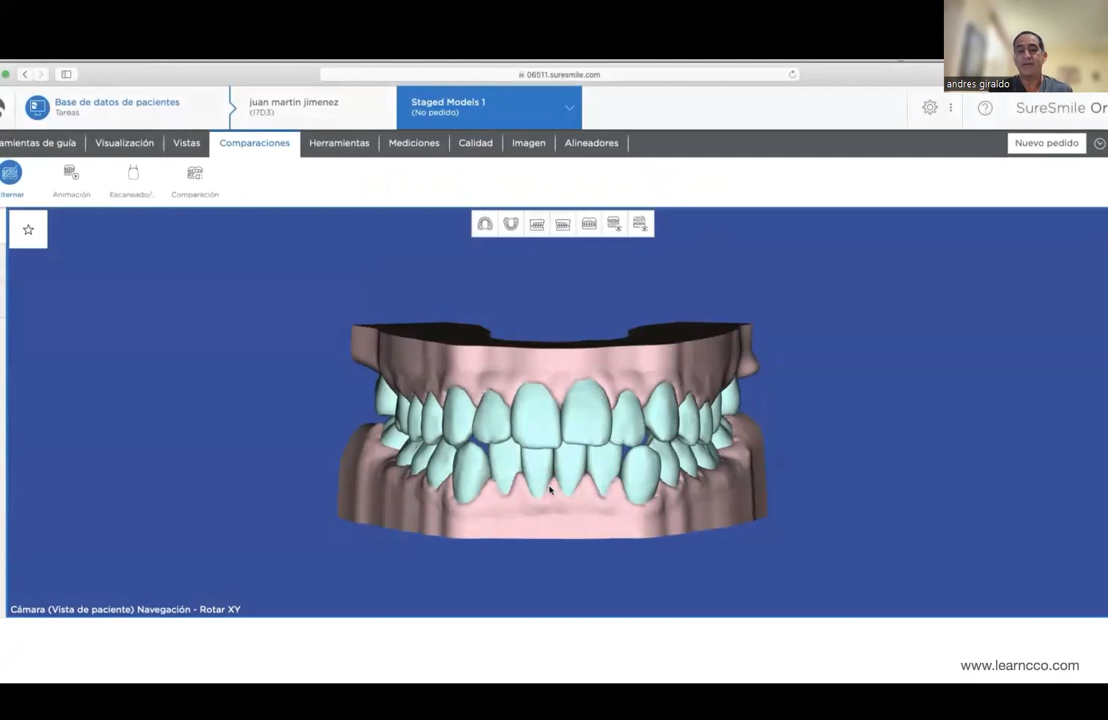 andres giraldo
06511.suresmile.com
Base de datos de pacientes
Tareas
juan martin jimenez
(17D3)
Staged Models 1
(No pedido)
SureSmile Or
amientas de guía
Visualización
Vistas
Comparaciones
Herramientas
Mediciones
Calidad
Imagen
Alineadores
Nuevo pedido
lternar
Animación
Escaneado/..
Comparación
Cámara (Vista de paciente) Navegación - Rotar XY
www.learncco.com